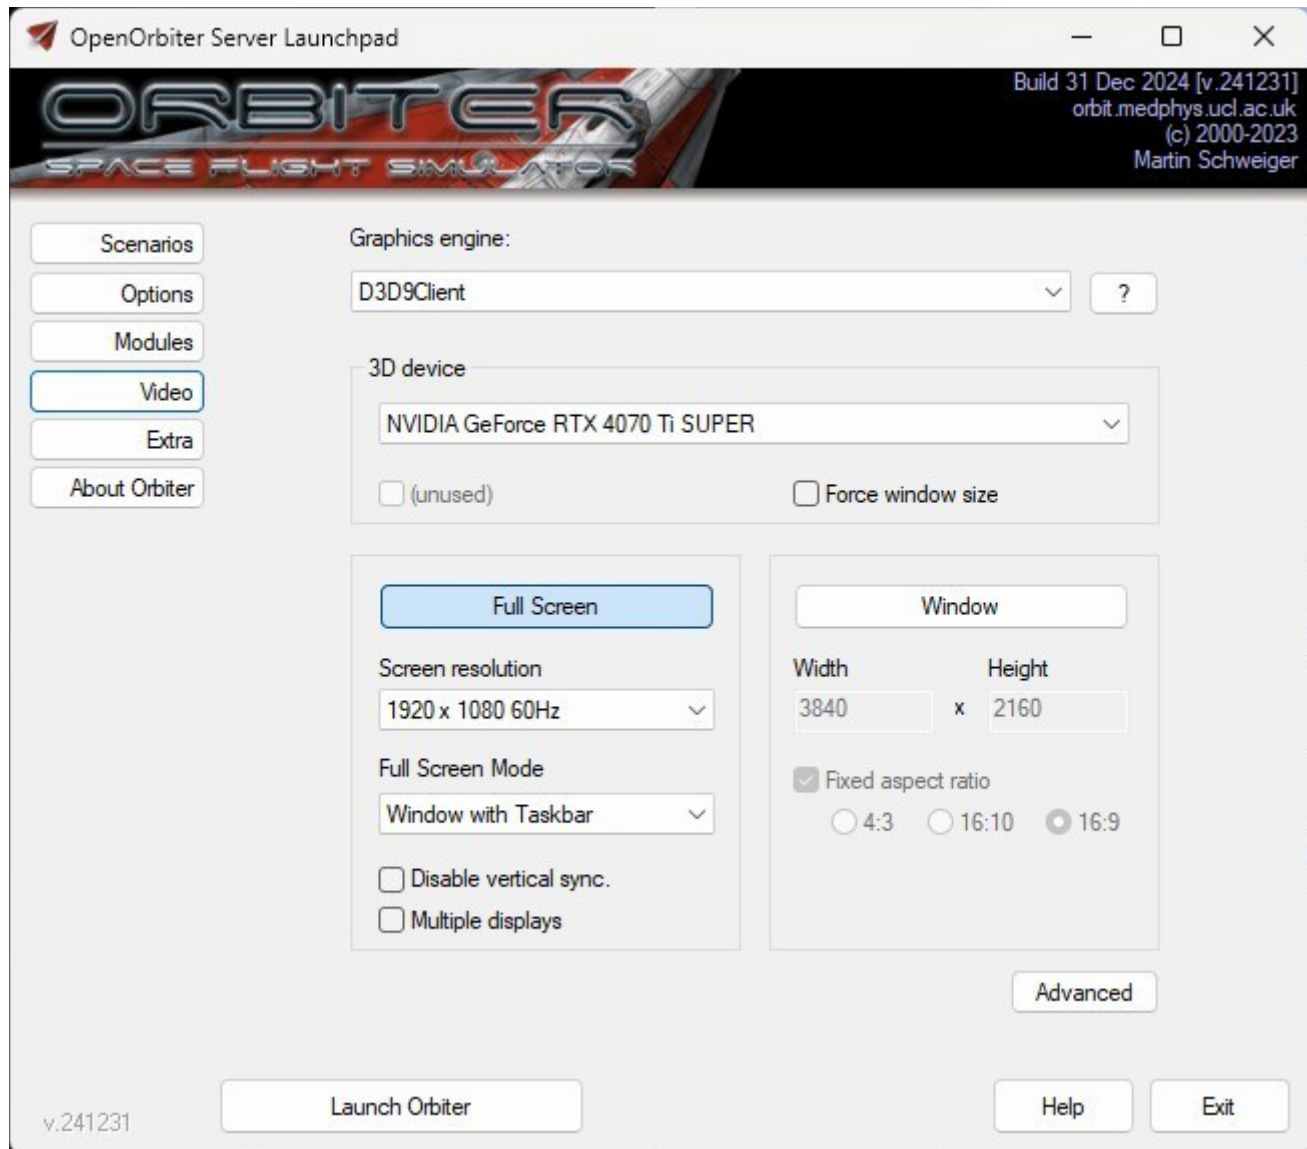 OpenOrbiter Server Launchpad
ORBITER
SPACE FLIGHT SIMULATOR
Build 31 Dec 2024 [v.241231]
orbit.medphys.ucl.ac.uk
(c) 2000-2023
Martin Schweiger
Scenarios
Options
Modules
Video
Extra
About Orbiter
Graphics engine:
D3D9Client
?
3D device
NVIDIA GeForce RTX 4070 Ti SUPER
(unused)
Force window size
Full Screen
Screen resolution
1920 x 1080 60Hz
Full Screen Mode
Window with Taskbar
Disable vertical sync.
Multiple displays
Window
Width Height
3840 x 2160
Fixed aspect ratio
4:3 16:10 16:9
Advanced
v.241231
Launch Orbiter
Help
Exit